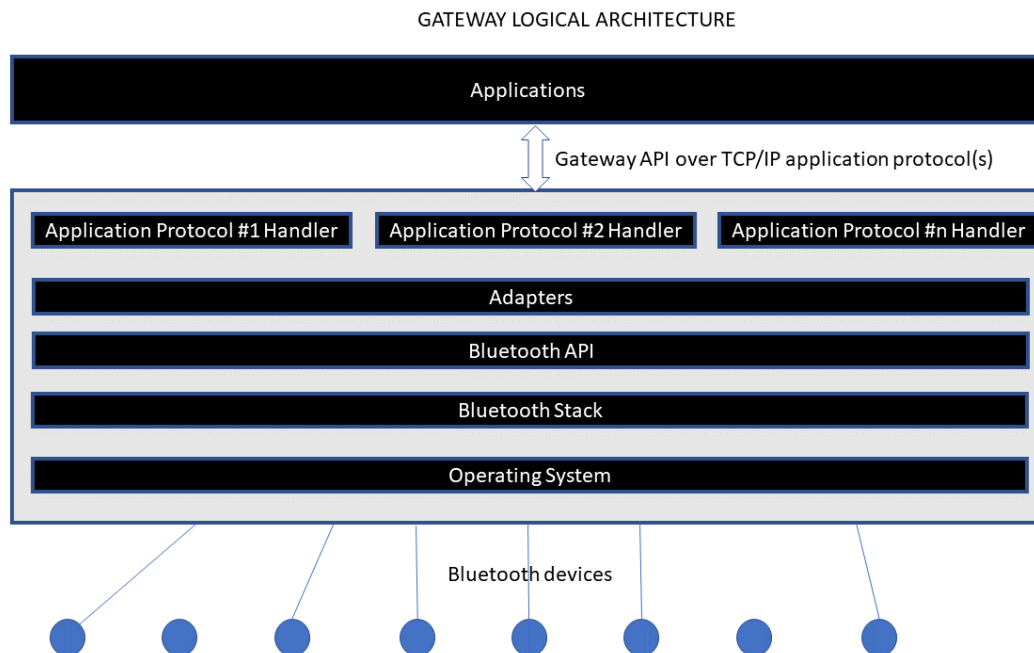 GATEWAY LOGICAL ARCHITECTURE
Applications
Gateway API over TCP/IP application protocol(s)
Application Protocol #1 Handler
Application Protocol #2 Handler
Application Protocol #n Handler
Adapters
Bluetooth API
Bluetooth Stack
Operating System
Bluetooth devices